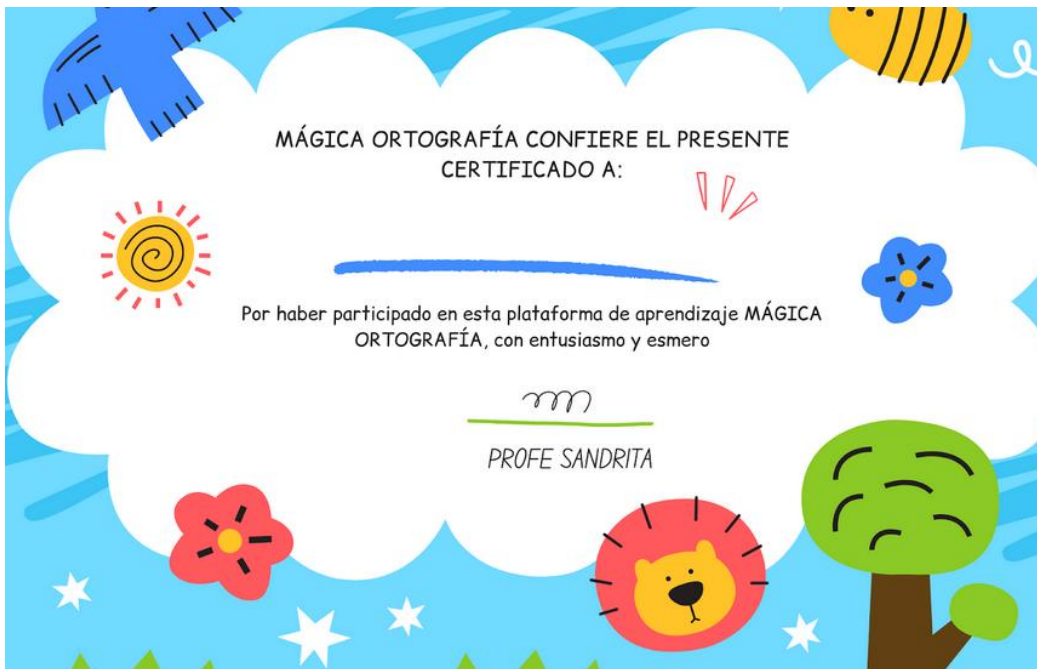 MÁGICA ORTOGRAFÍA CONFIERE EL PRESENTE
CERTIFICADO A:
Por haber participado en esta plataforma de aprendizaje MÁGICA
ORTOGRAFÍA, con entusiasmo y esmero
PROFE SANDRITA